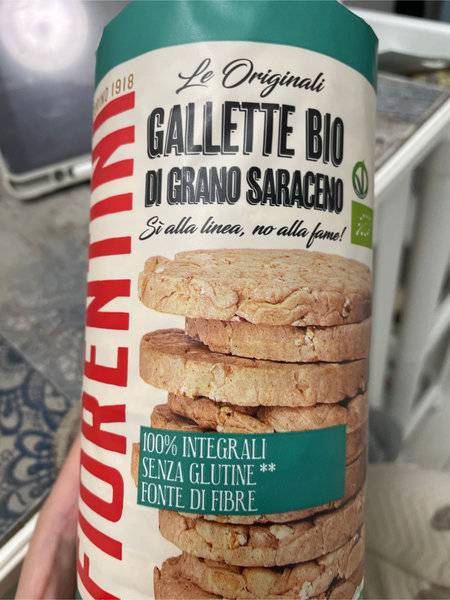 Le Originali
1918
GALLETTE BIO
DI GRANO SARACENO
Sì alla linea, no alla fame!
FIORENTINI
100% INTEGRALI
SENZA GLUTINE**
FONTE DI FIBRE